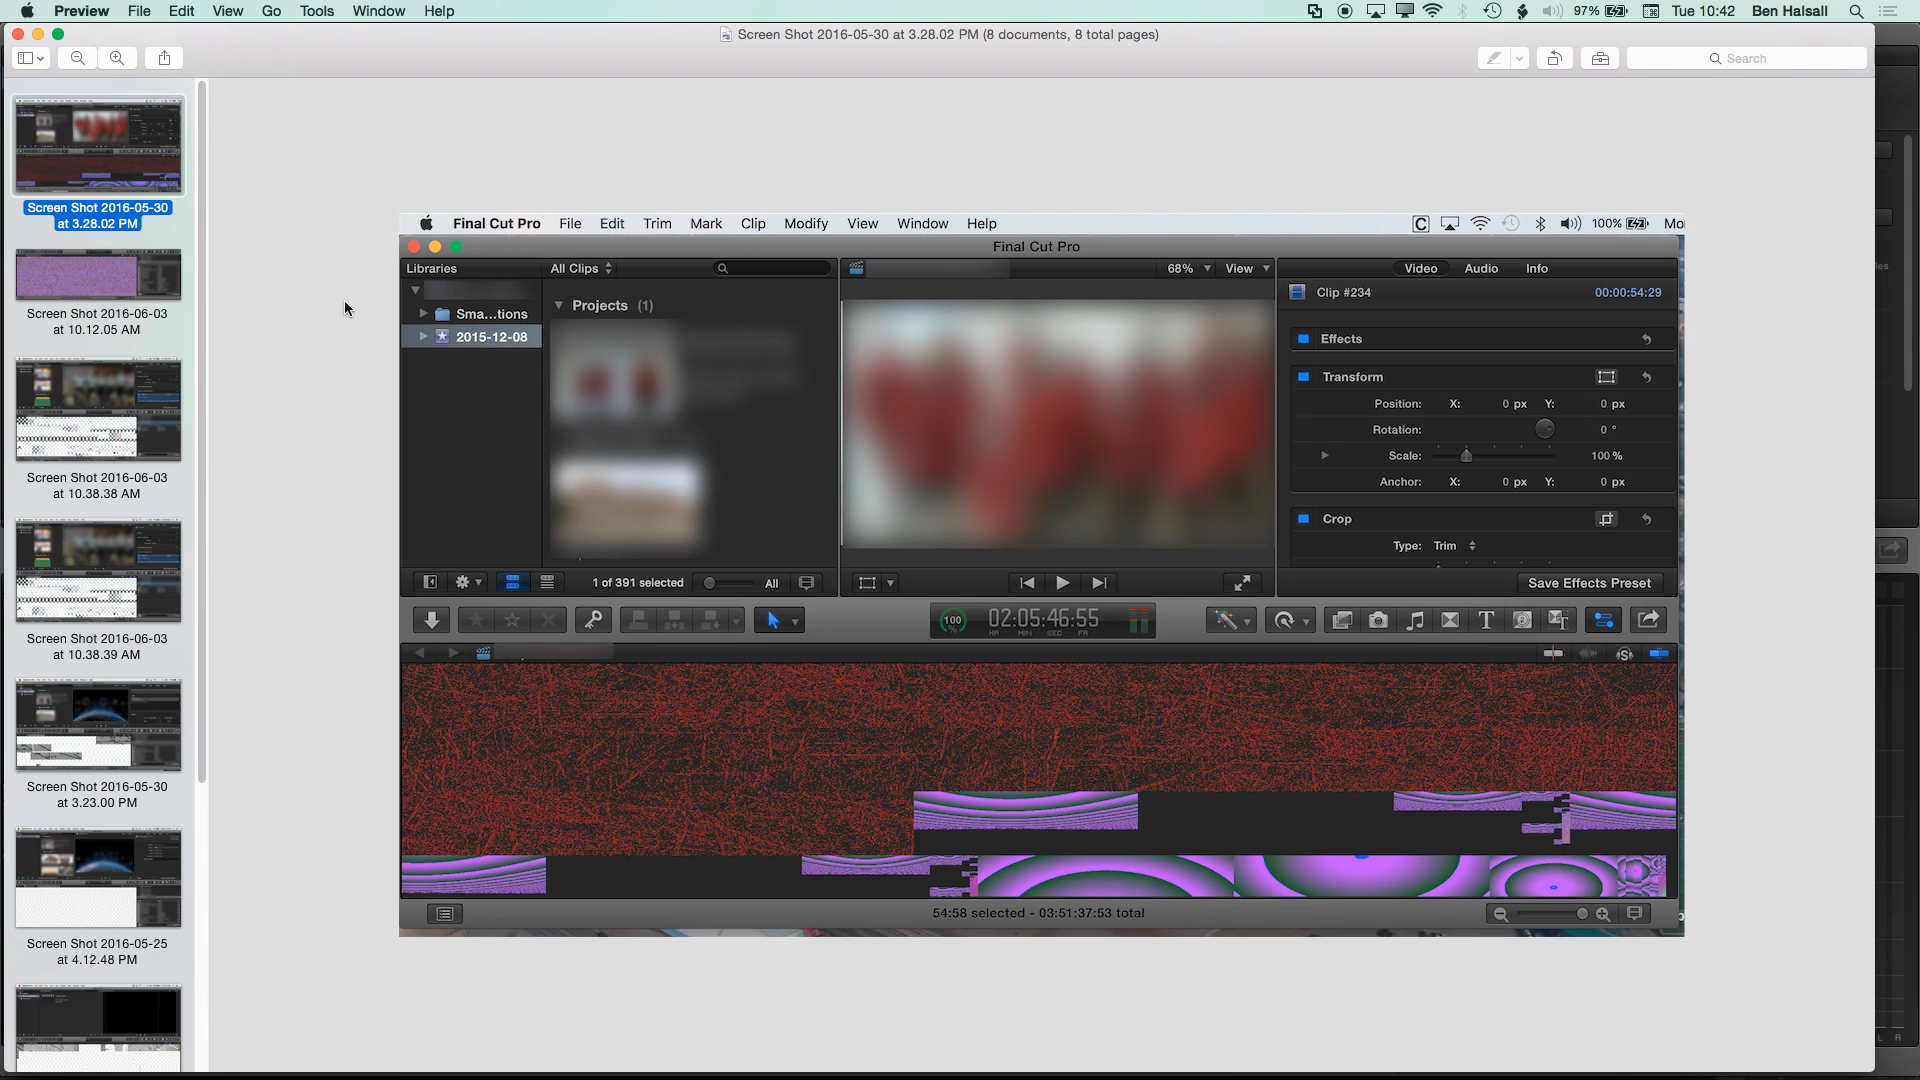 Preview File Edit View Go Tools Window Help 97% Tue 10:42 Ben Halsall
Screen Shot 2016-05-30 at 3.28.02 PM (8 documents, 8 total pages)
Search
Screen Shot 2016-05-30
at 3.28.02 PM
Screen Shot 2016-06-03
at 10.12.05 AM
Screen Shot 2016-06-03
at 10.38.38 AM
Screen Shot 2016-06-03
at 10.38.39 AM
Screen Shot 2016-05-30
at 3.23.00 PM
Screen Shot 2016-05-25
at 4.12.48 PM
Final Cut Pro File Edit Trim Mark Clip Modify View Window Help C 100% Mo
Final Cut Pro
Libraries All Clips 68% View Video Audio Info
Clip #234 00:00:54:29
Projects (1)
Sma...tions
2015-12-08
Effects
Transform
Position: X: 0 px Y: 0 px
Rotation: 0 °
Scale: 100 %
Anchor: X: 0 px Y: 0 px
Crop
Type: Trim
1 of 391 selected All Save Effects Preset
100 % 02:05:46:55
HR MIN SEC FR
54:58 selected - 03:51:37:53 total
L R